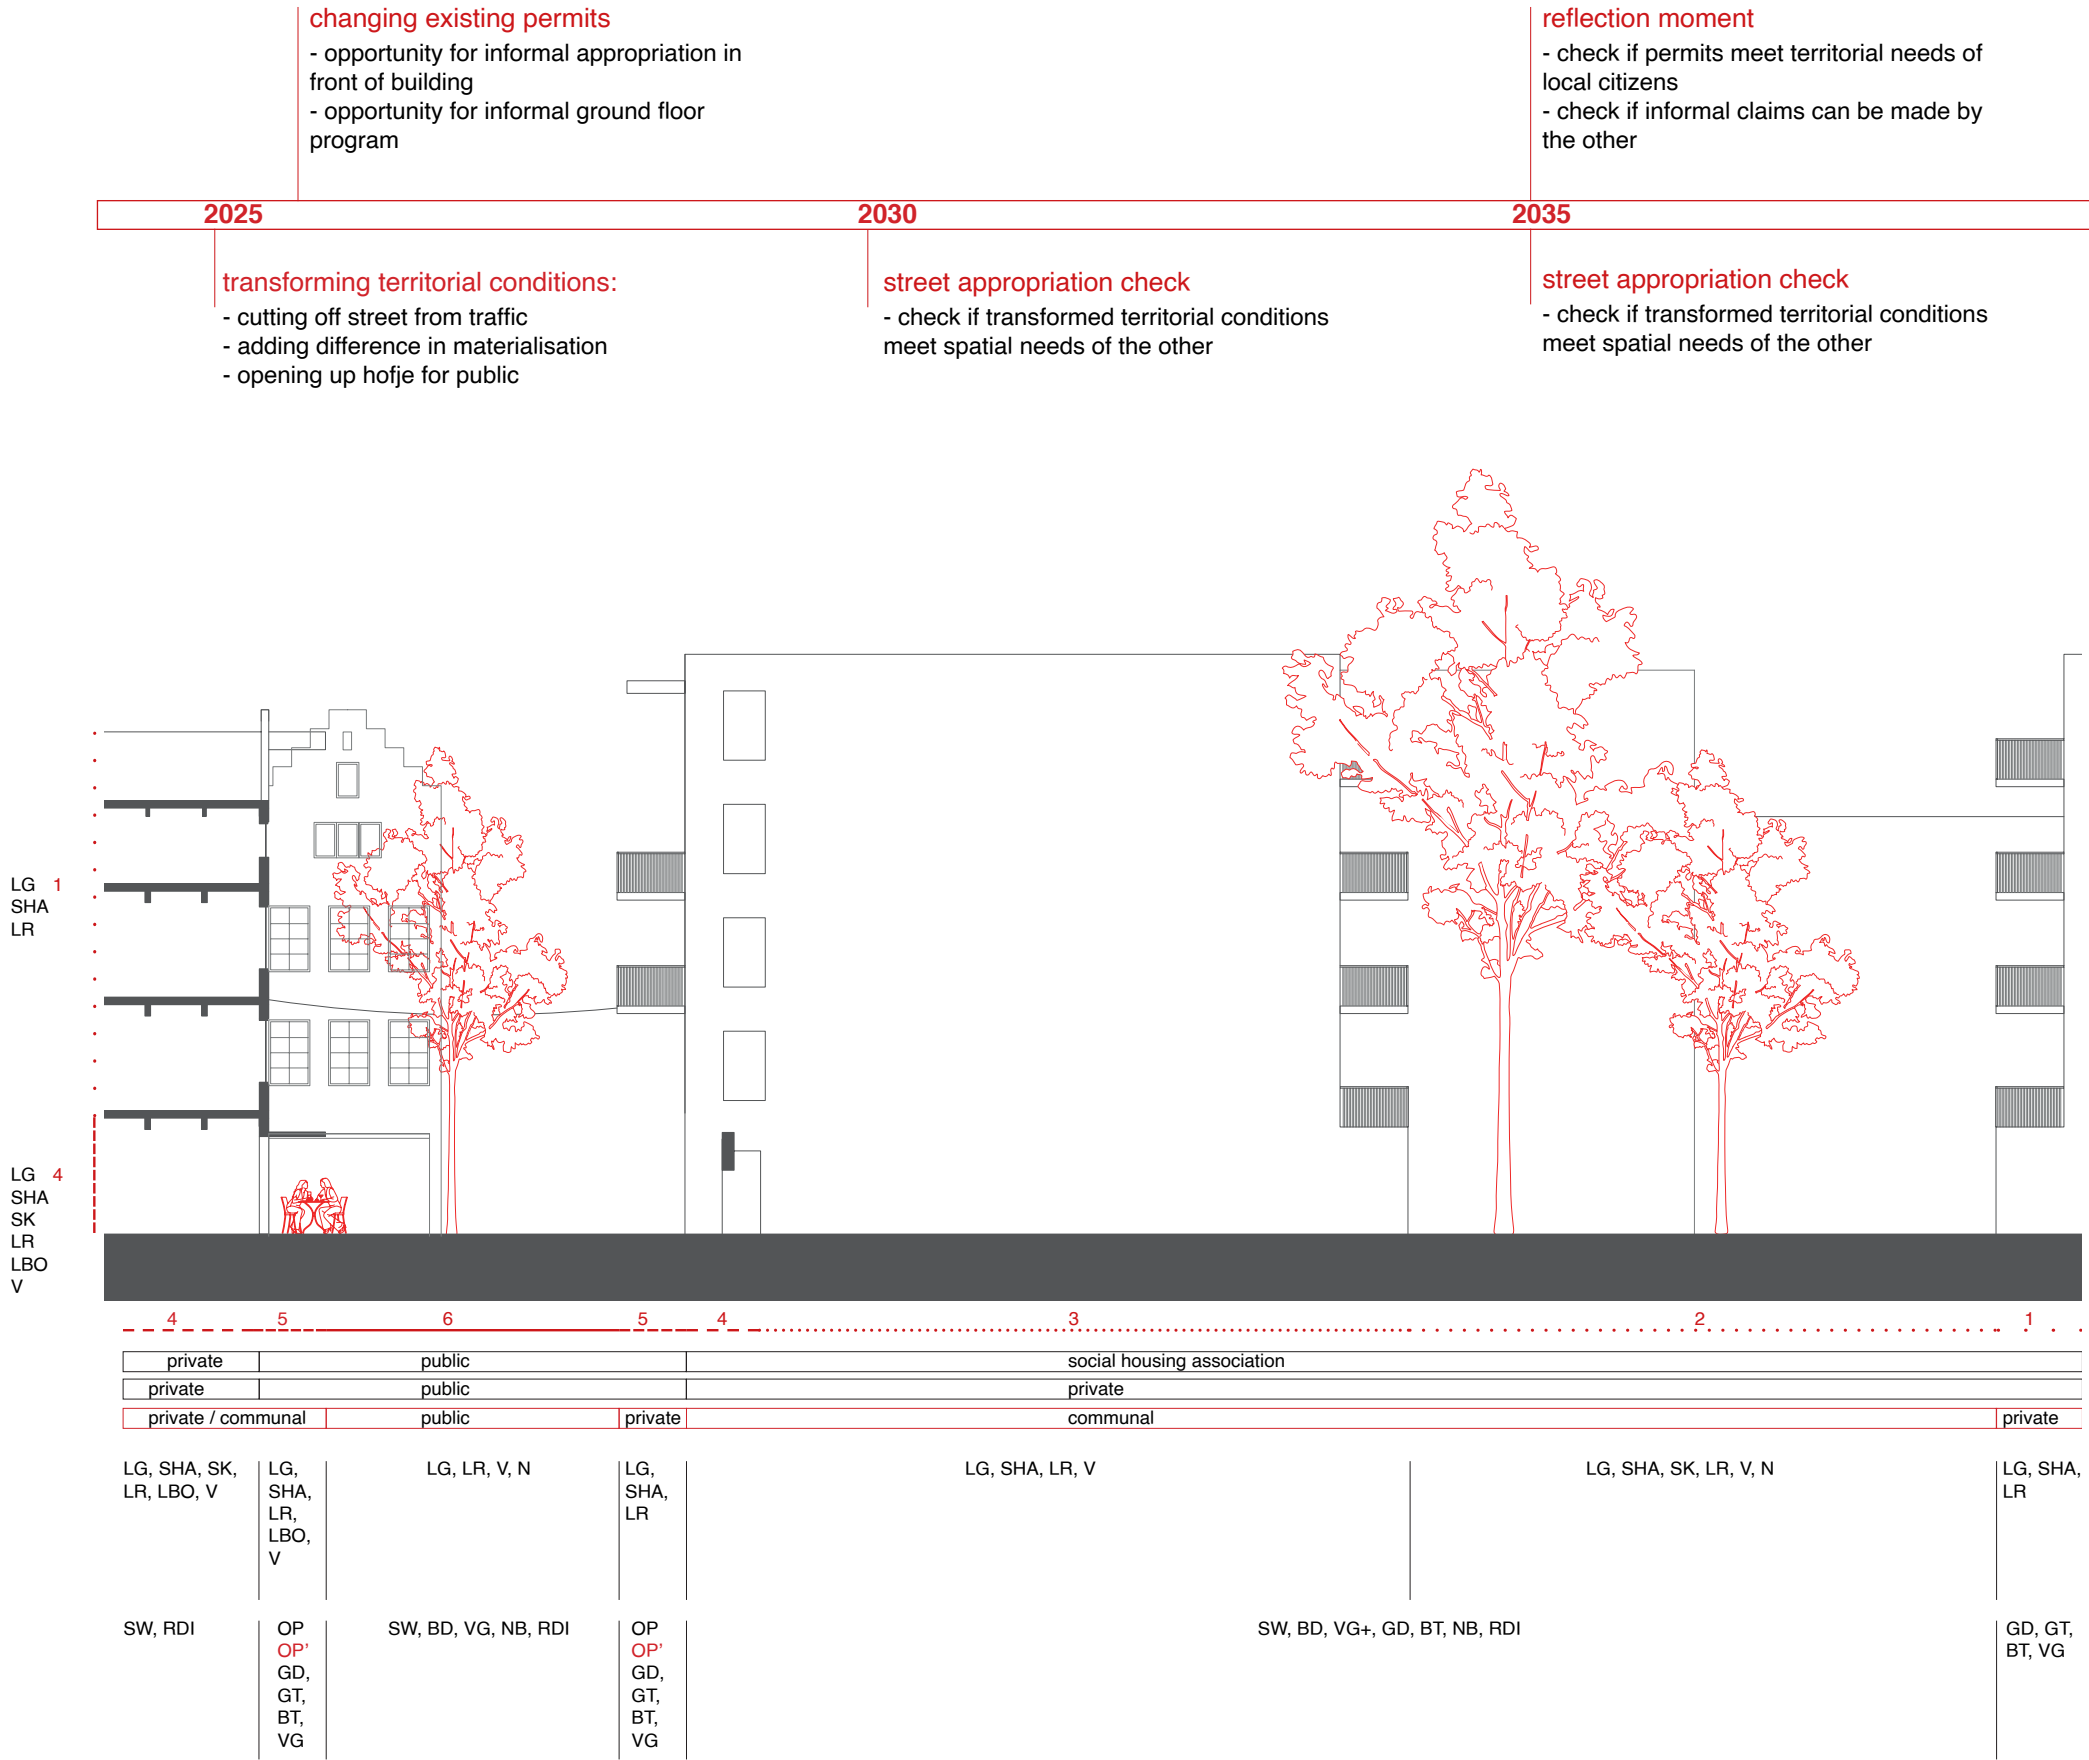 changing existing permits
- opportunity for informal appropriation in
front of building
- opportunity for informal ground floor
program
reflection moment
- check if permits meet territorial needs of
local citizens
- check if informal claims can be made by
the other
2025
2030
2035
transforming territorial conditions:
- cutting off street from traffic
- adding difference in materialisation
- opening up hofje for public
street appropriation check
- check if transformed territorial conditions
meet spatial needs of the other
street appropriation check
- check if transformed territorial conditions
meet spatial needs of the other
LG 1
SHA
LR
LG 4
SHA
SK
LR
LBO
V
4 5 6 5 4 3 2 1
private public social housing association
private public private
private / communal public private communal private
LG, SHA, SK,
LR, LBO, V
LG,
SHA,
LR,
LBO,
V
LG, LR, V, N
LG,
SHA,
LR
LG, SHA, LR, V
LG, SHA, SK, LR, V, N
LG, SHA,
LR
SW, RDI
OP
OP'
GD,
GT,
BT,
VG
SW, BD, VG, NB, RDI
OP
OP'
GD,
GT,
BT,
VG
SW, BD, VG+, GD, BT, NB, RDI
GD, GT,
BT, VG